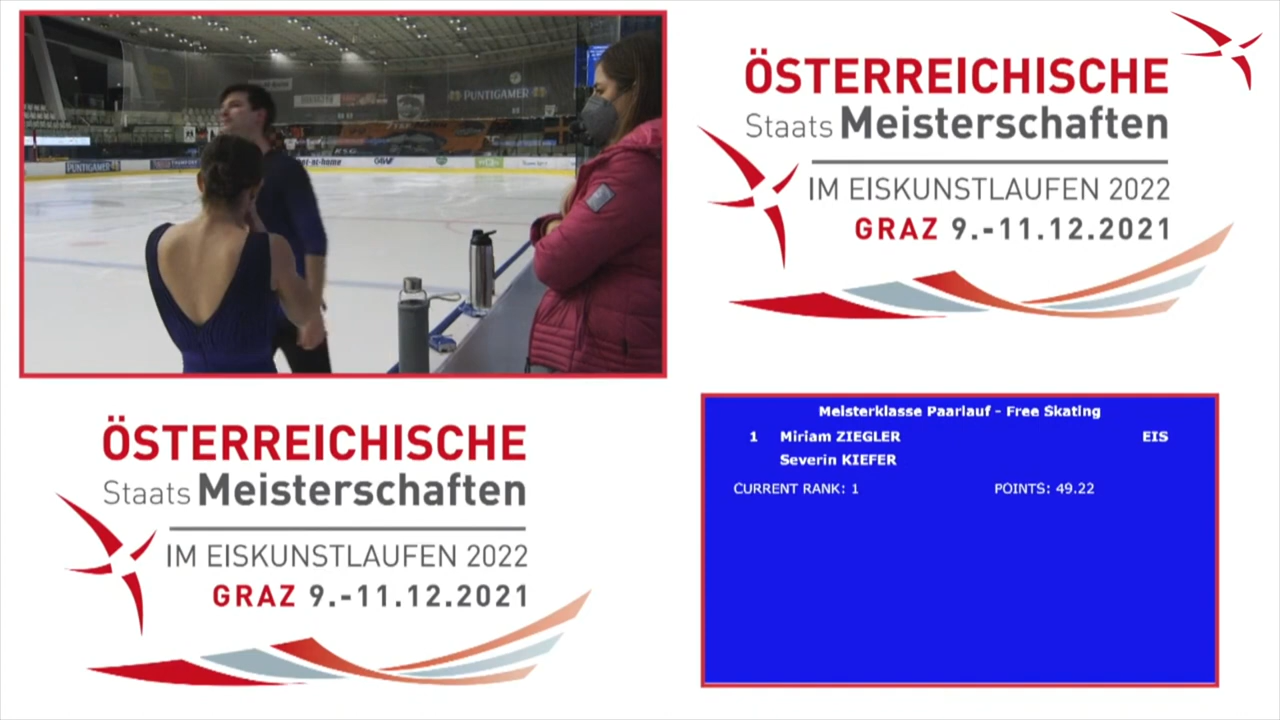 PUNTIGAMER
PUNTIGAMER
ÖSTERREICHISCHE
Staats Meisterschaften
IM EISKUNSTLAUFEN 2022
GRAZ 9.-11.12.2021
ÖSTERREICHISCHE
Staats Meisterschaften
IM EISKUNSTLAUFEN 2022
GRAZ 9.-11.12.2021
Meisterklasse Paarlauf - Free Skating
1 Miriam ZIEGLER EIS
Severin KIEFER
CURRENT RANK: 1 POINTS: 49.22